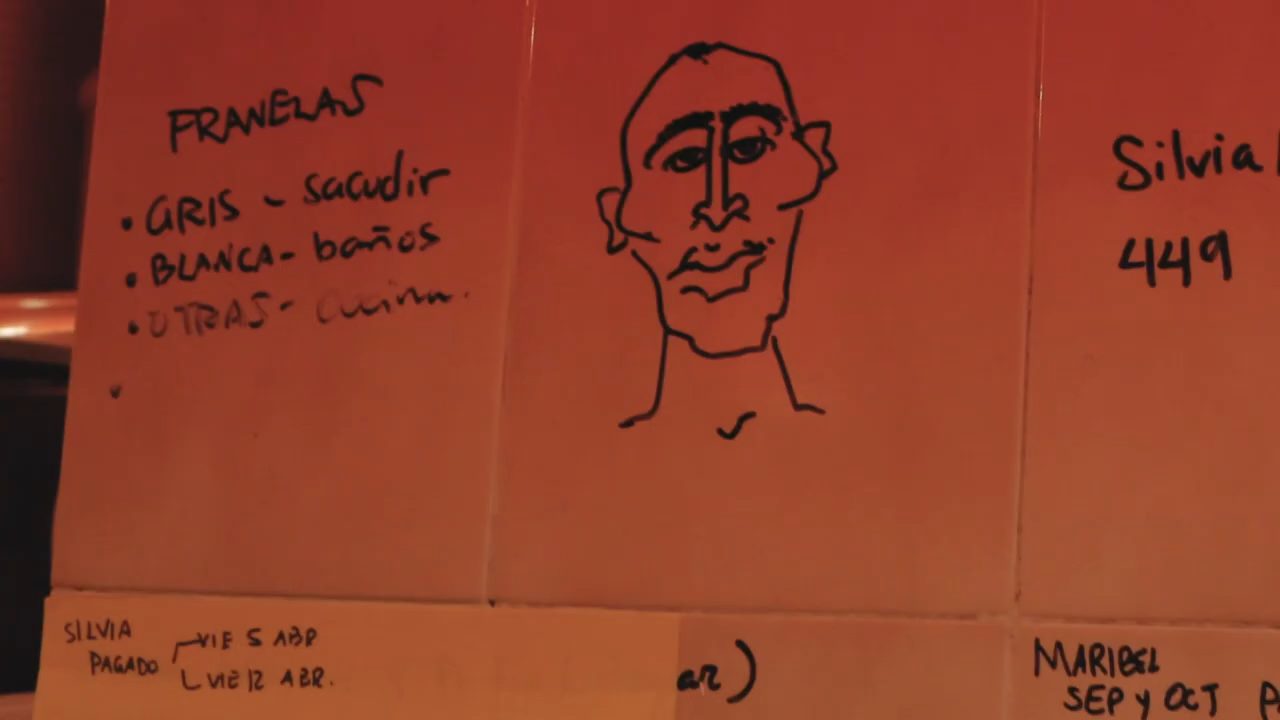 FRANELAS
• GRIS - sacudir
• BLANCA - baños
• OTRAS - cocina.
Silvia
449
SILVIA
PAGADO
VIE 5 ABR
VIE 12 ABR.
ar)
MARIBEL
SEP y OCT